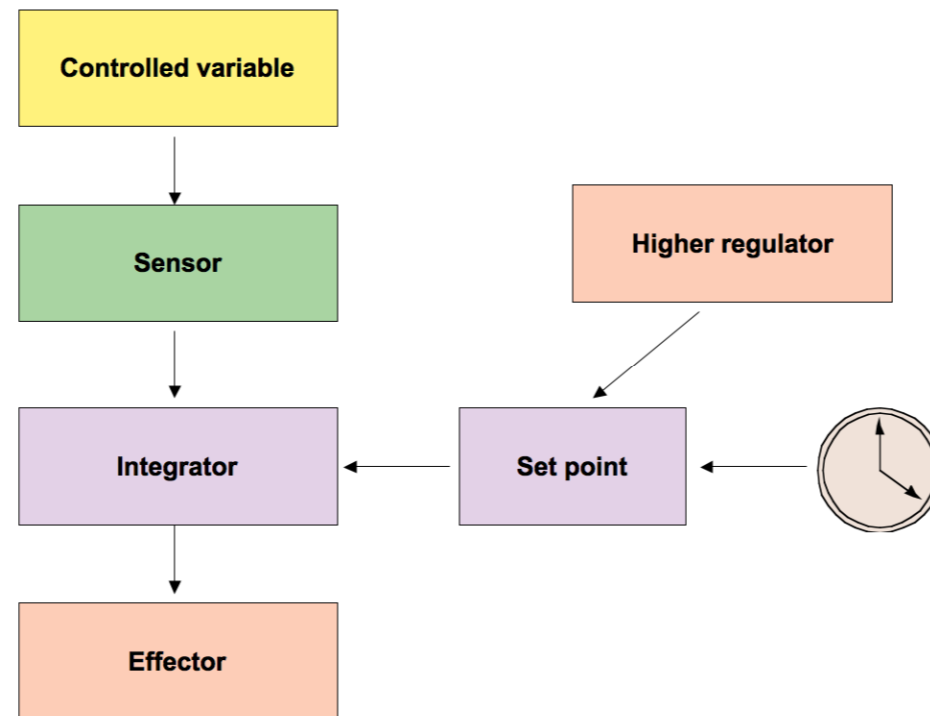 Controlled variable
Sensor
Higher regulator
Integrator
Set point
Effector